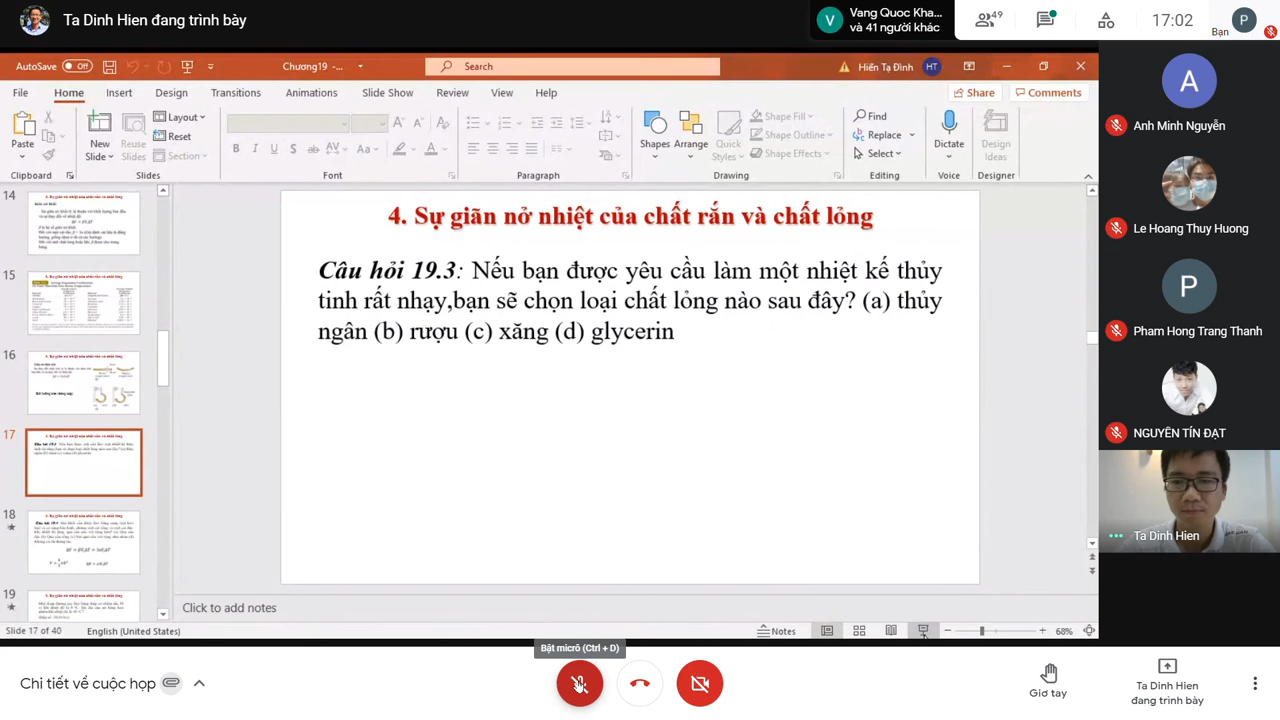 Ta Dinh Hien đang trình bày
V
Vang Quoc Kha...
và 41 người khác
49
17:02
Bạn
P
AutoSave Off
Chương19 -...
Search
Hiển Tạ Đình HT
File Home Insert Design Transitions Animations Slide Show Review View Help
Share Comments
Paste
New Slide
Reuse Slides
Layout
Reset
Section
B I U S ab AV Aa A
Shapes Arrange Quick Styles
Shape Fill
Shape Outline
Shape Effects
Find
Replace
Select
Dictate
Design Ideas
Clipboard Slides Font Paragraph Drawing Editing Voice Designer
14
15
16
17
18
19
4. Sự giãn nở nhiệt của chất rắn và chất lỏng
Câu hỏi 19.3: Nếu bạn được yêu cầu làm một nhiệt kế thủy
tinh rất nhạy,bạn sẽ chọn loại chất lỏng nào sau đây? (a) thủy
ngân (b) rượu (c) xăng (d) glycerin
Click to add notes
Slide 17 of 40 English (United States)
Notes
68%
Bật micrô (Ctrl + D)
A
Anh Minh Nguyễn
Le Hoang Thuy Huong
P
Pham Hong Trang Thanh
NGUYỄN TÍN ĐẠT
Ta Dinh Hien
Chi tiết về cuộc họp
Giơ tay
Ta Dinh Hien
đang trình bày